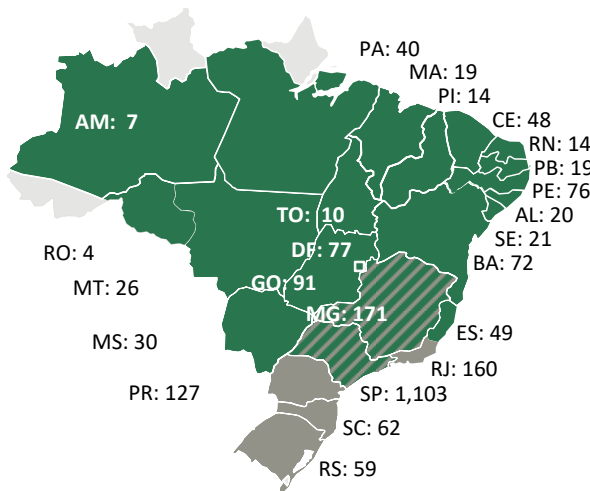 PA: 40
MA: 19
PI: 14
CE: 48
AM: 7
RN: 14
PB: 19
PE: 76
TO: 10
AL: 20
SE: 21
RO: 4
DF: 77
BA: 72
GO: 91
MT: 26
MG: 171
ES: 49
MS: 30
RJ: 160
PR: 127
SP: 1,103
SC: 62
RS: 59